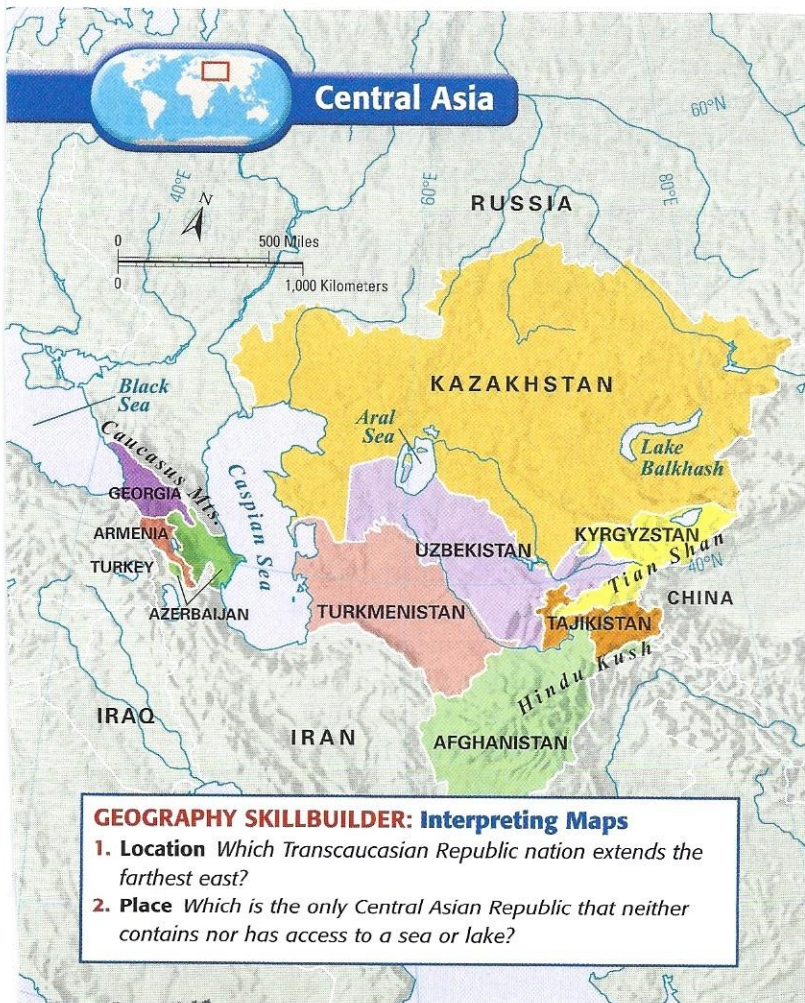 Central Asia
60°N
40°E
60°E
80°E
N
RUSSIA
0 500 Miles
0 1,000 Kilometers
KAZAKHSTAN
Black
Sea
Aral
Sea
Lake
Balkhash
Caucasus Mts.
Caspian Sea
GEORGIA
ARMENIA
TURKEY
AZERBAIJAN
UZBEKISTAN
KYRGYZSTAN
Tian Shan
40°N
TURKMENISTAN
TAJIKISTAN
CHINA
Hindu Kush
IRAQ
IRAN
AFGHANISTAN
GEOGRAPHY SKILLBUILDER: Interpreting Maps
1. Location Which Transcaucasian Republic nation extends the
farthest east?
2. Place Which is the only Central Asian Republic that neither
contains nor has access to a sea or lake?